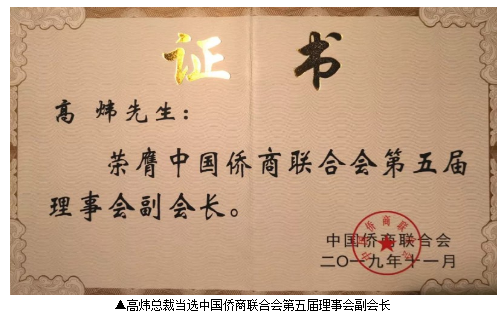 证 书
高 炜先生：
荣膺中国侨商联合会第五届
理事会副会长。
中国侨商联合会
二〇一九年十一月
▲高炜总裁当选中国侨商联合会第五届理事会副会长